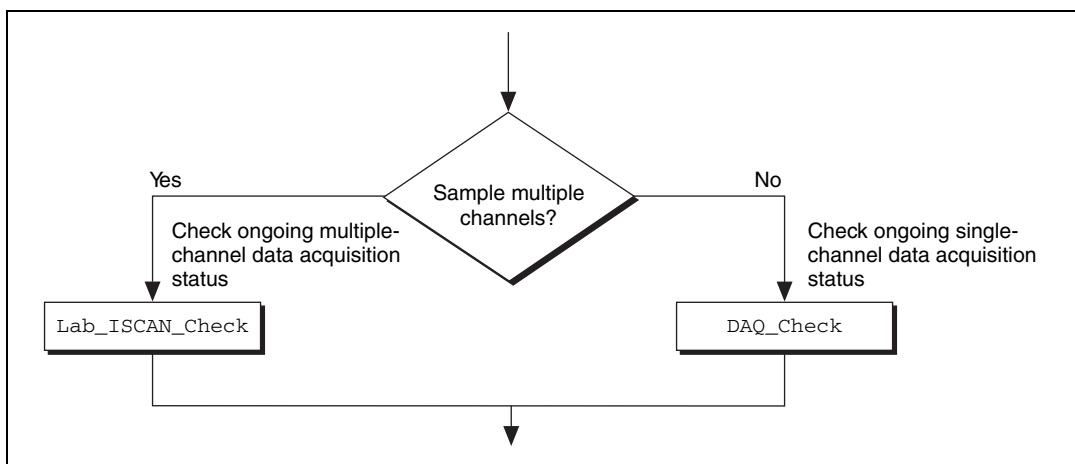 Sample multiple
channels?
Yes
Check ongoing multiple-
channel data acquisition
status
Lab_ISCAN_Check
No
Check ongoing single-
channel data acquisition
status
DAQ_Check